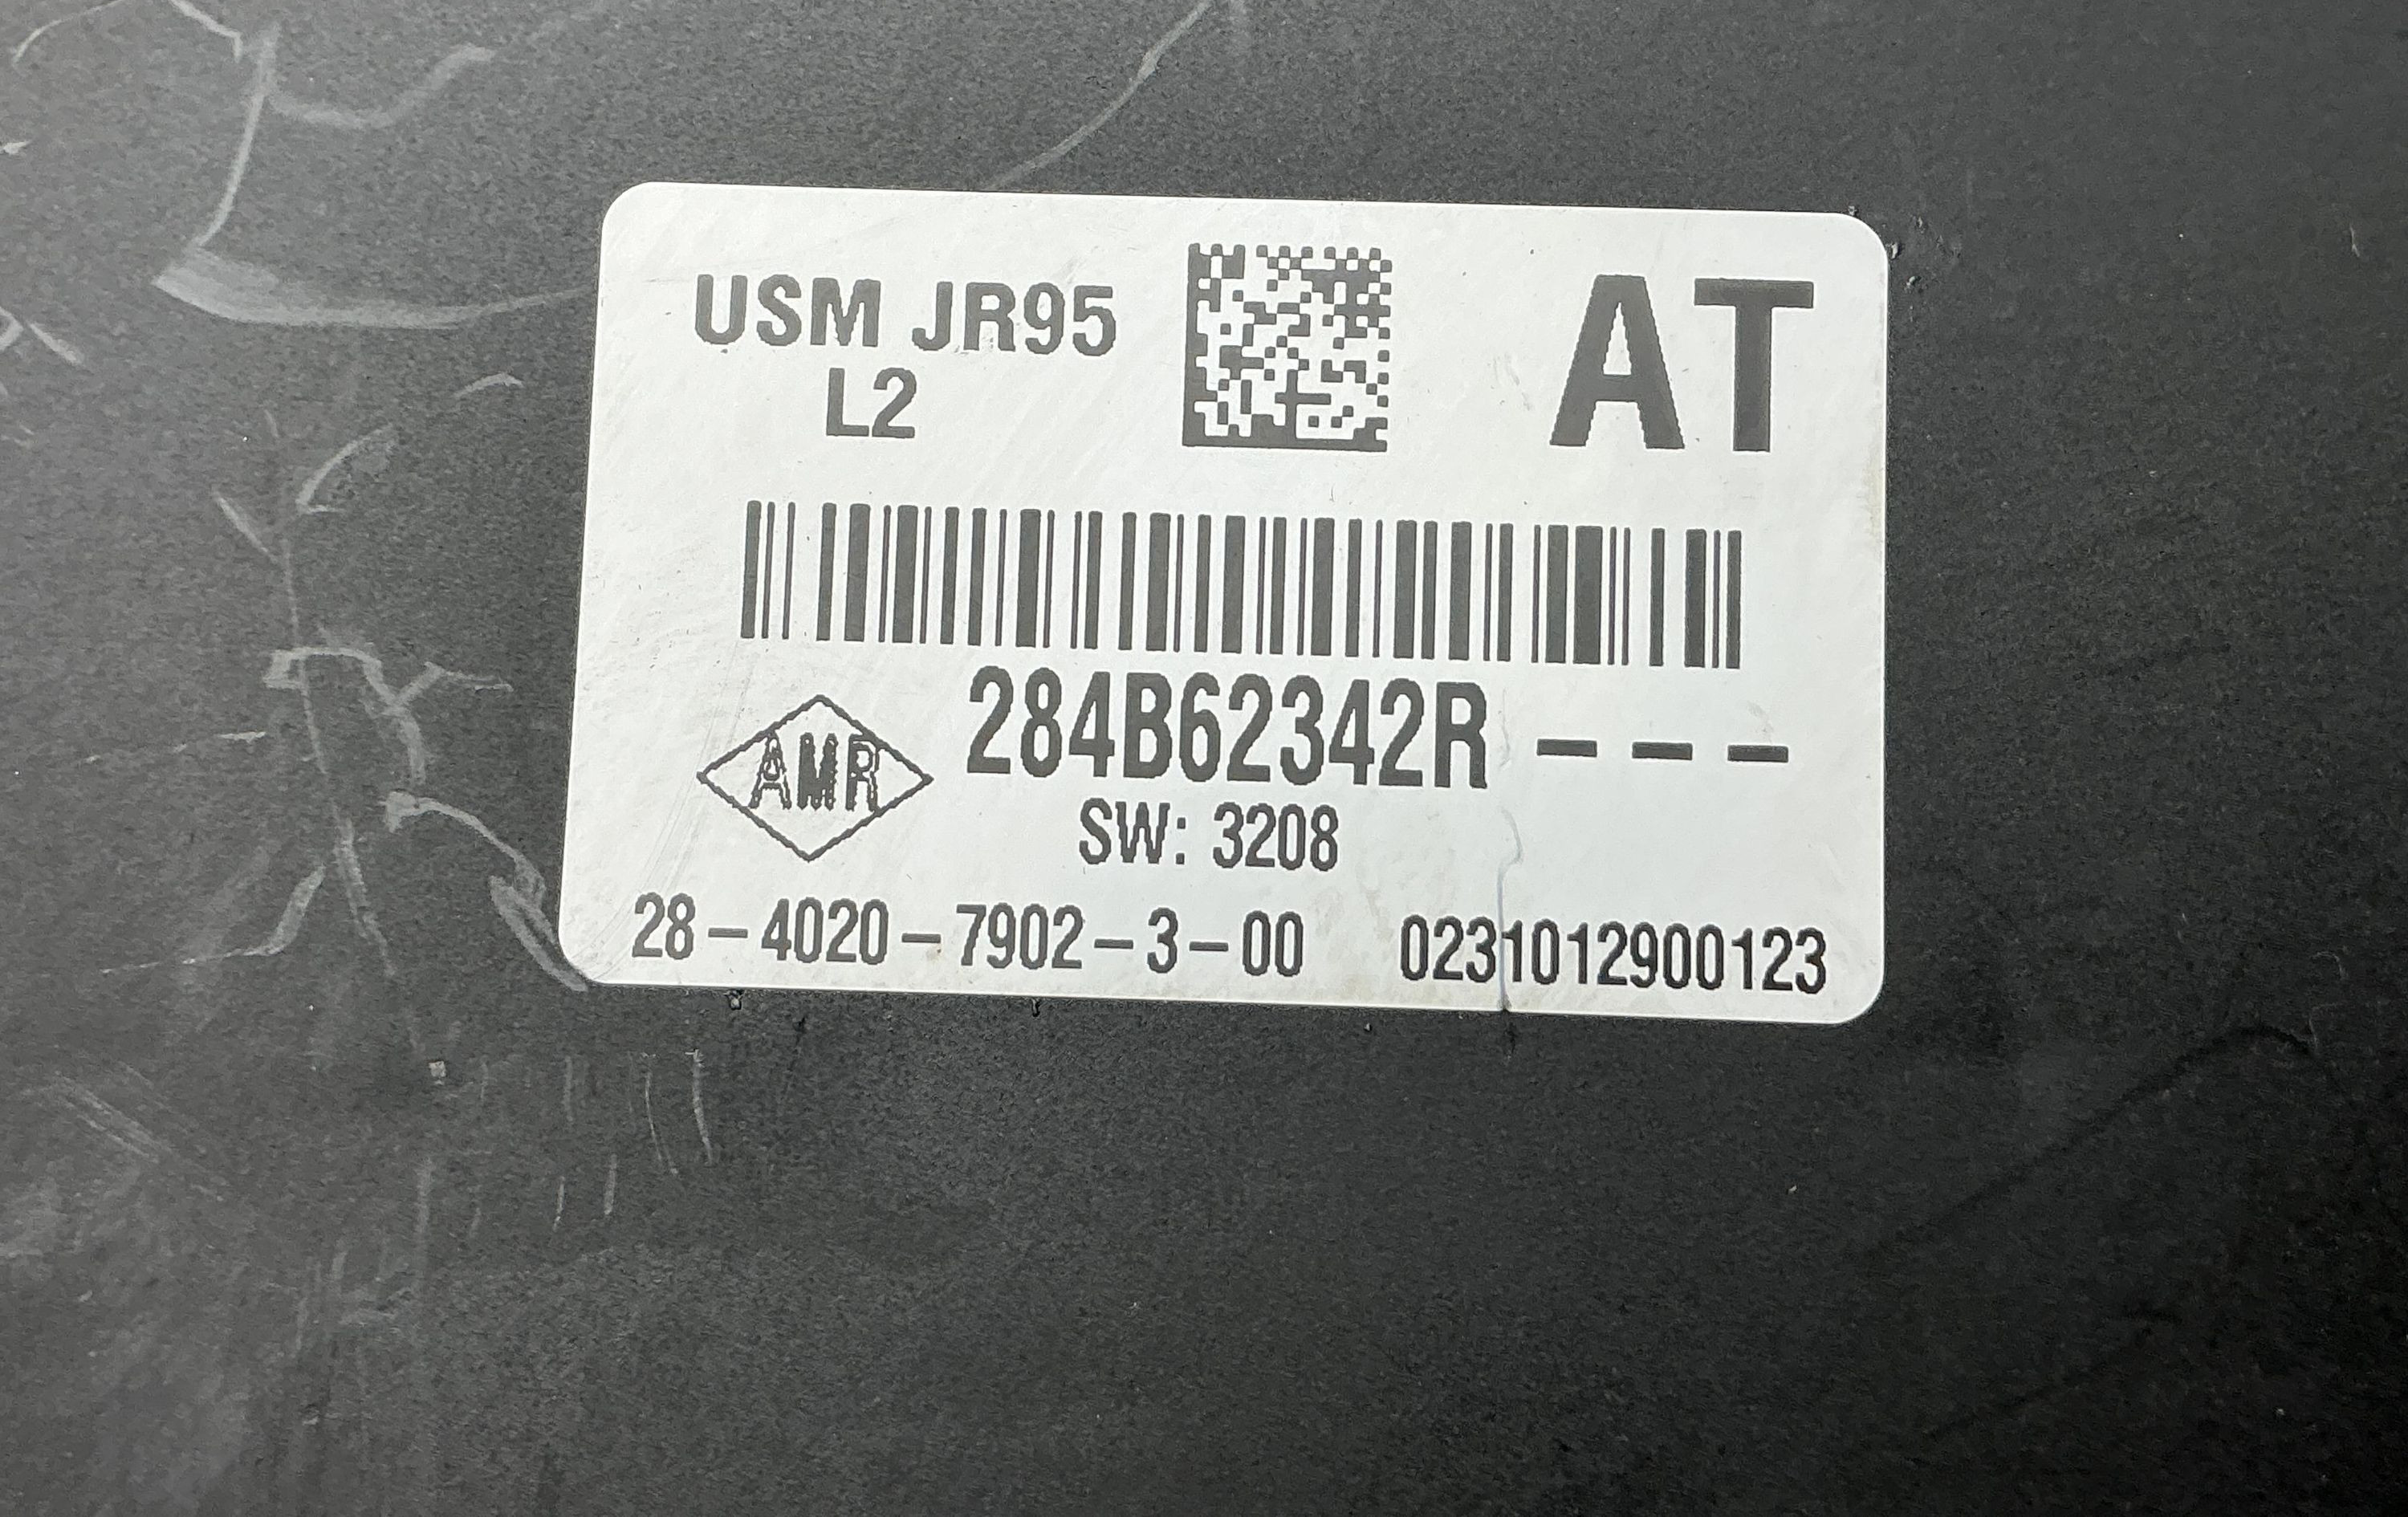 USM JR95
L2
AT
284B62342R – – –
AMR
SW: 3208
28–4020–7902–3–00 0231012900123